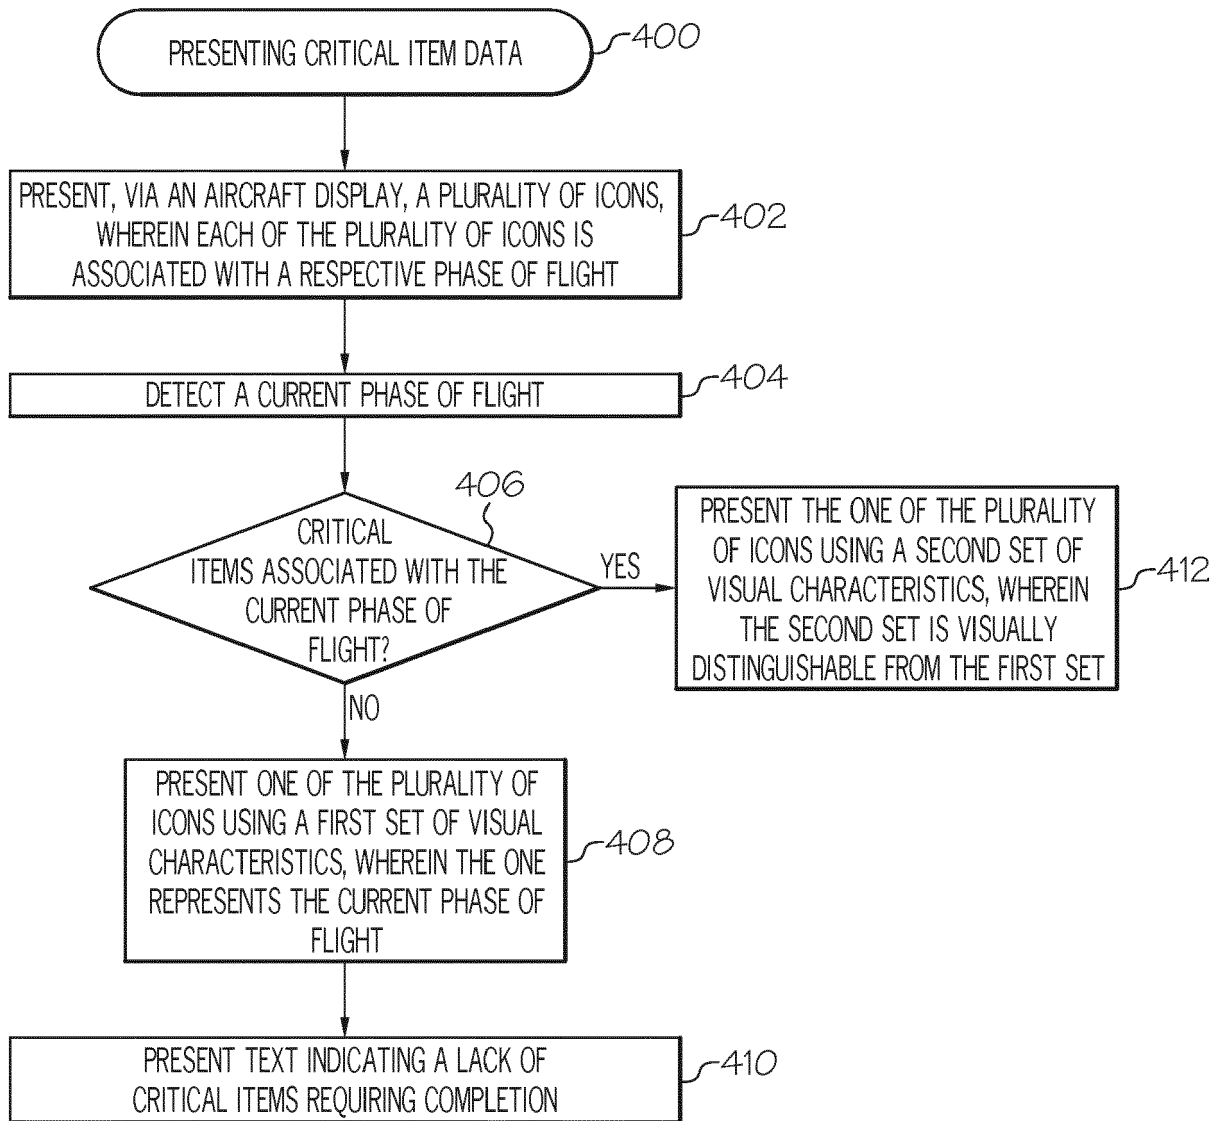 PRESENTING CRITICAL ITEM DATA
400
PRESENT, VIA AN AIRCRAFT DISPLAY, A PLURALITY OF ICONS,
WHEREIN EACH OF THE PLURALITY OF ICONS IS
ASSOCIATED WITH A RESPECTIVE PHASE OF FLIGHT
402
DETECT A CURRENT PHASE OF FLIGHT
404
406
CRITICAL
ITEMS ASSOCIATED WITH THE
CURRENT PHASE OF
FLIGHT?
YES
PRESENT THE ONE OF THE PLURALITY
OF ICONS USING A SECOND SET OF
VISUAL CHARACTERISTICS, WHEREIN
THE SECOND SET IS VISUALLY
DISTINGUISHABLE FROM THE FIRST SET
412
NO
PRESENT ONE OF THE PLURALITY OF
ICONS USING A FIRST SET OF VISUAL
CHARACTERISTICS, WHEREIN THE ONE
REPRESENTS THE CURRENT PHASE OF
FLIGHT
408
PRESENT TEXT INDICATING A LACK OF
CRITICAL ITEMS REQUIRING COMPLETION
410